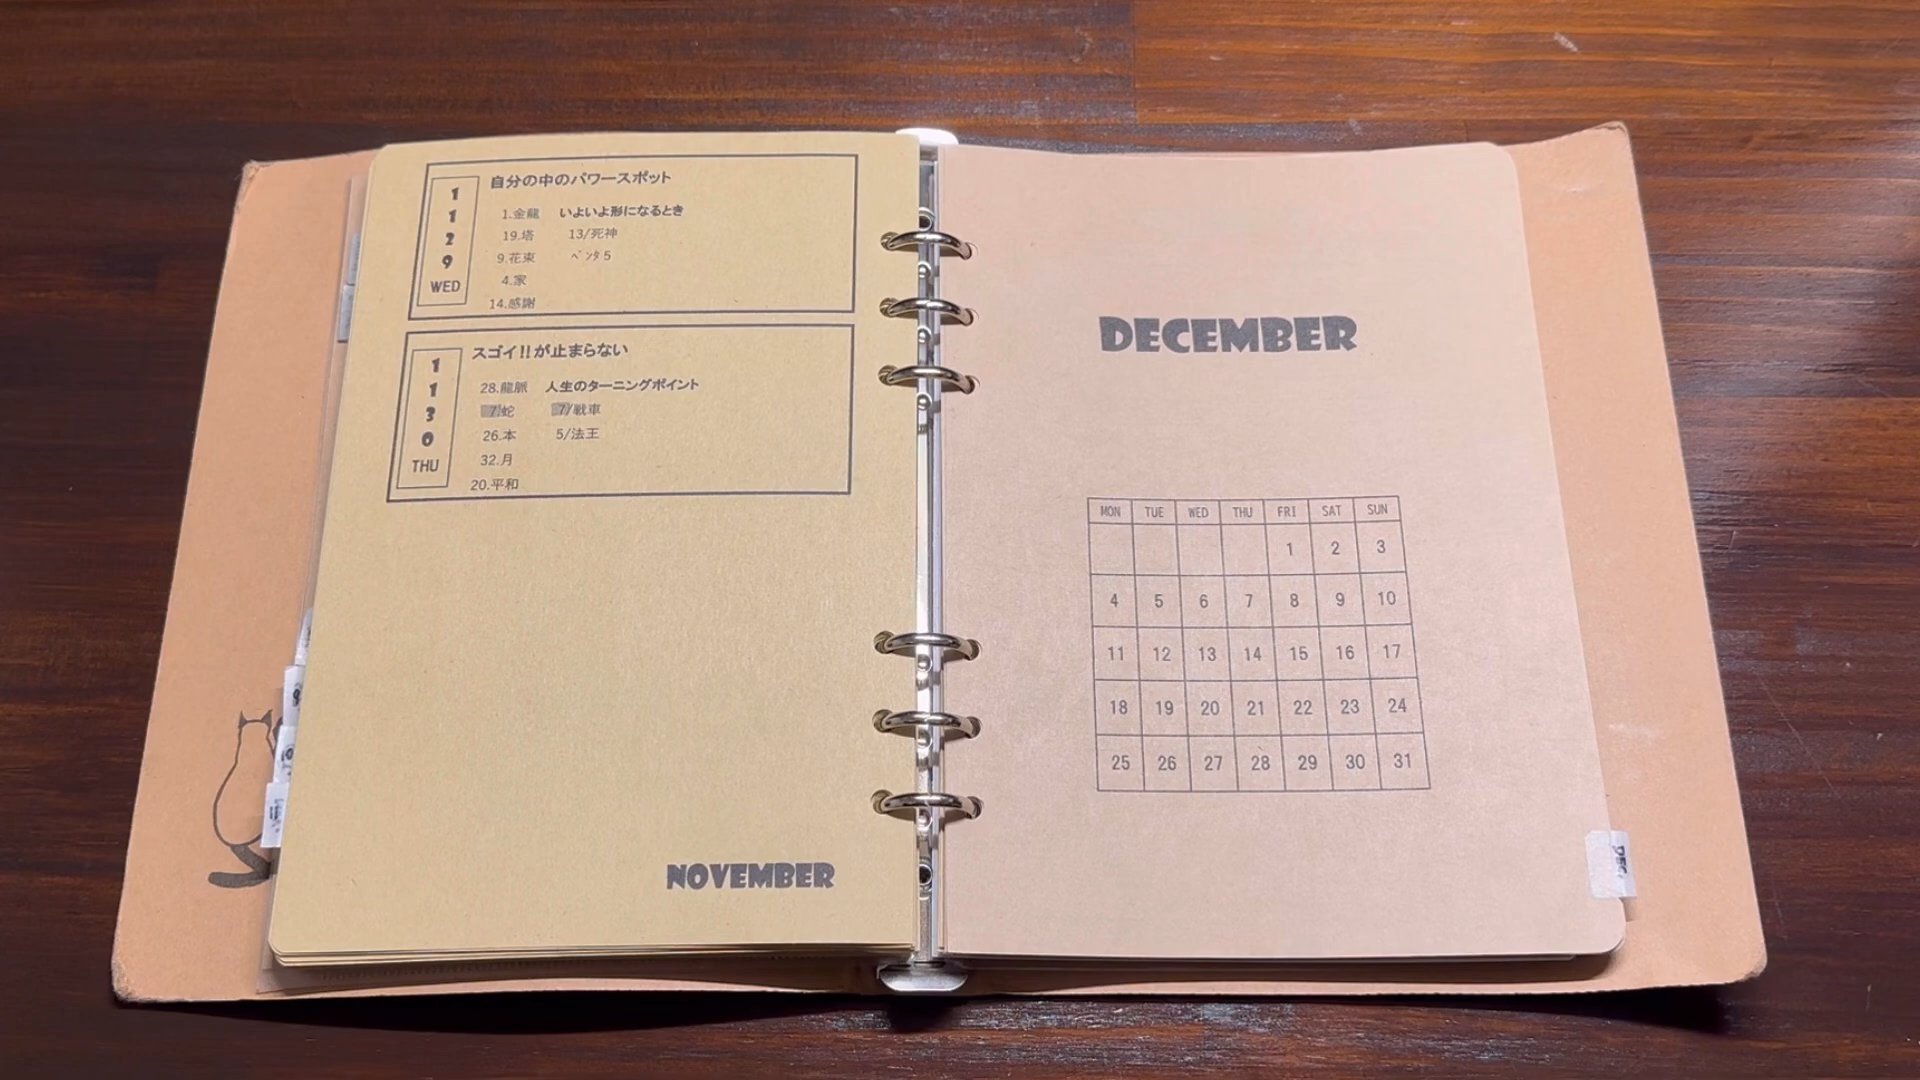 1
1
2
9
WED
自分の中のパワースポット
1.金龍 いよいよ形になるとき
19.塔 13/死神
9.花束 ペンタ5
4.家
14.感謝
1
1
3
0
THU
スゴイ!!が止まらない
28.龍脈 人生のターニングポイント
7/蛇 7/戦車
26.本 5/法王
32.月
20.平和
NOVEMBER
DECEMBER
MON TUE WED THU FRI SAT SUN
1 2 3
4 5 6 7 8 9 10
11 12 13 14 15 16 17
18 19 20 21 22 23 24
25 26 27 28 29 30 31
DEC.